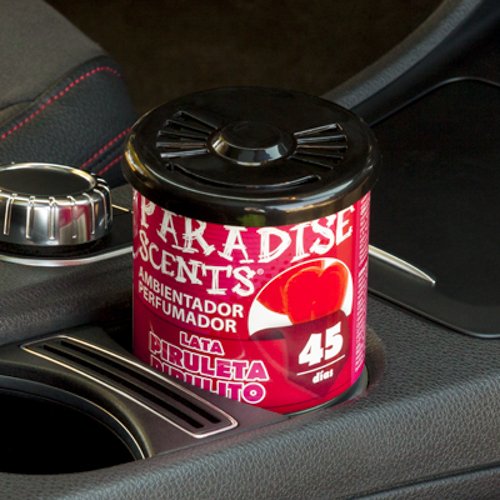 PARADISE
SCENTS®
AMBIENTADOR
PERFUMADOR
LATA
PIRULETA
PIRULITO
45
días